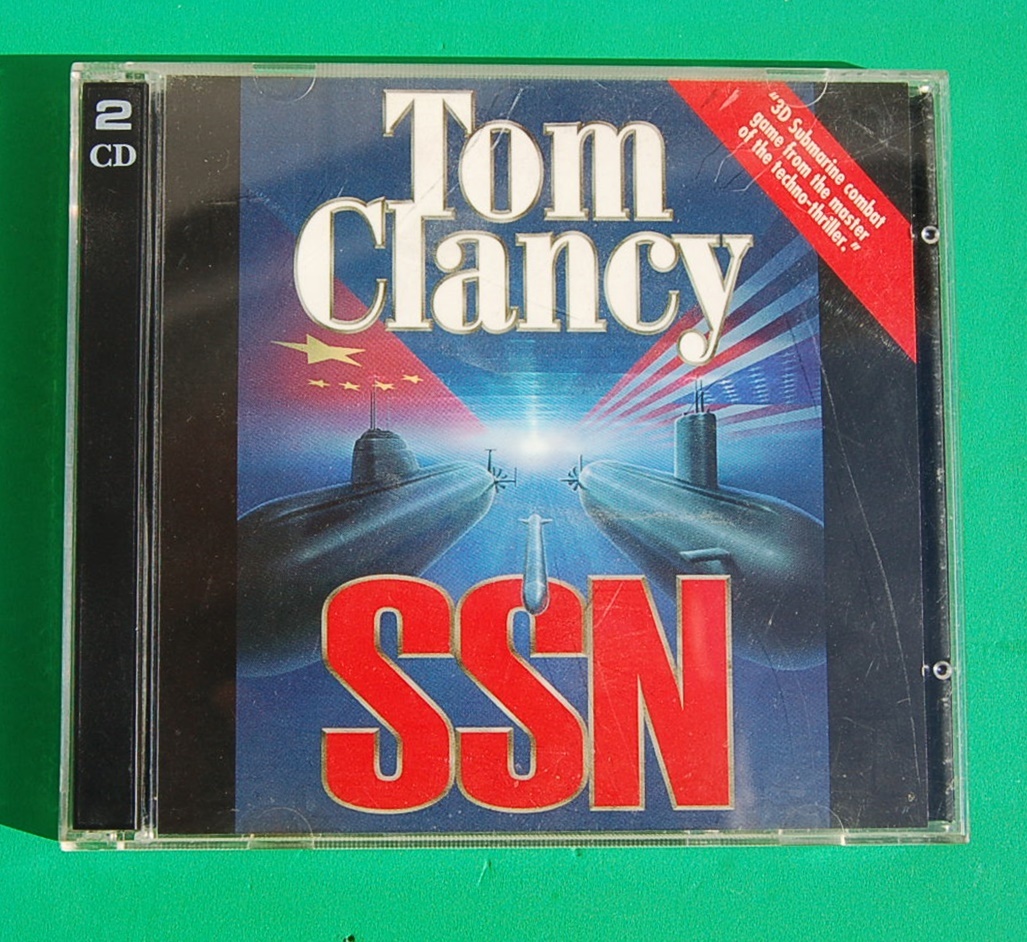 2
CD
Tom
Clancy
"3D Submarine combat
game from the master
of the techno-thriller."
SSN